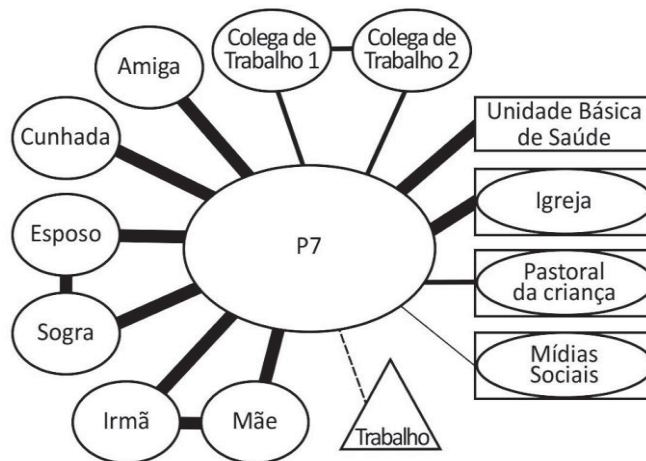 Colega de
Trabalho 1
Colega de
Trabalho 2
Amiga
Unidade Básica
de Saúde
Cunhada
Igreja
Esposo
P7
Pastoral
da criança
Sogra
Mídias
Sociais
Irmã
Mãe
Trabalho